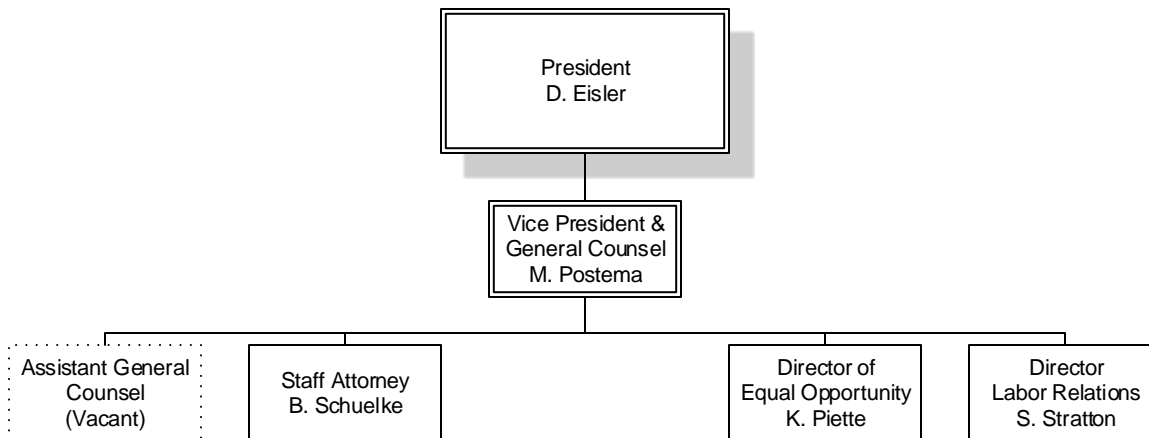 President
D. Eisler
Vice President &
General Counsel
M. Postema
Assistant General
Counsel
(Vacant)
Staff Attorney
B. Schuelke
Director of
Equal Opportunity
K. Piette
Director
Labor Relations
S. Stratton